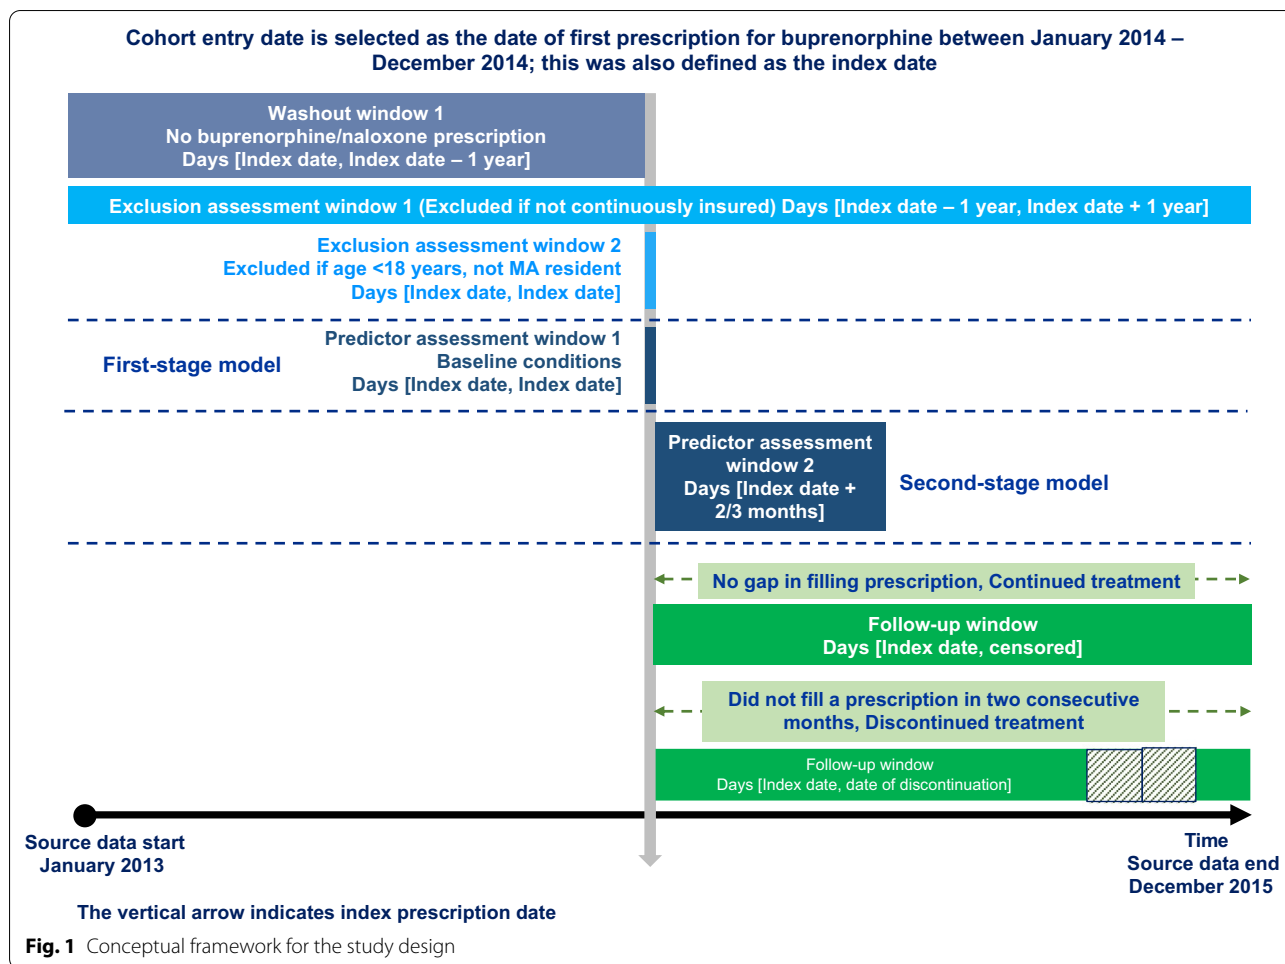 Cohort entry date is selected as the date of first prescription for buprenorphine between January 2014 –
December 2014; this was also defined as the index date
Washout window 1
No buprenorphine/naloxone prescription
Days [Index date, Index date – 1 year]
Exclusion assessment window 1 (Excluded if not continuously insured) Days [Index date – 1 year, Index date + 1 year]
Exclusion assessment window 2
Excluded if age <18 years, not MA resident
Days [Index date, Index date]
First-stage model
Predictor assessment window 1
Baseline conditions
Days [Index date, Index date]
Predictor assessment
window 2
Days [Index date +
2/3 months]
Second-stage model
No gap in filling prescription, Continued treatment
Follow-up window
Days [Index date, censored]
Did not fill a prescription in two consecutive
months, Discontinued treatment
Follow-up window
Days [Index date, date of discontinuation]
Source data start
January 2013
Time
Source data end
December 2015
The vertical arrow indicates index prescription date
Fig. 1 Conceptual framework for the study design